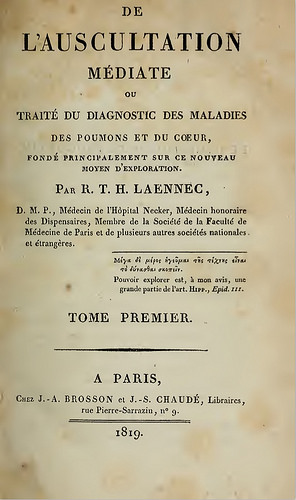 DE
L'AUSCULTATION
MÉDIATE
OU
TRAITÉ DU DIAGNOSTIC DES MALADIES
DES POUMONS ET DU CŒUR,
FONDÉ PRINCIPALEMENT SUR CE NOUVEAU
MOYEN D'EXPLORATION.
PAR R. T. H. LAENNEC,
D. M. P., Médecin de l'Hôpital Necker, Médecin honoraire
des Dispensaires, Membre de la Société de la Faculté de
Médecine de Paris et de plusieurs autres sociétés nationales
et étrangères.
Μέγα δὲ μέρος ἡγεῦμαι τῆς τέχνης εἶναι
τὸ δύνασθαι σκοπεῖν.
Pouvoir explorer est, à mon avis, une
grande partie de l'art. HIPP., Epid. III.
TOME PREMIER.
A PARIS,
CHEZ J.-A. BROSSON ET J.-S. CHAUDÉ, Libraires,
rue Pierre-Sarrazin, nº 9.
1819.